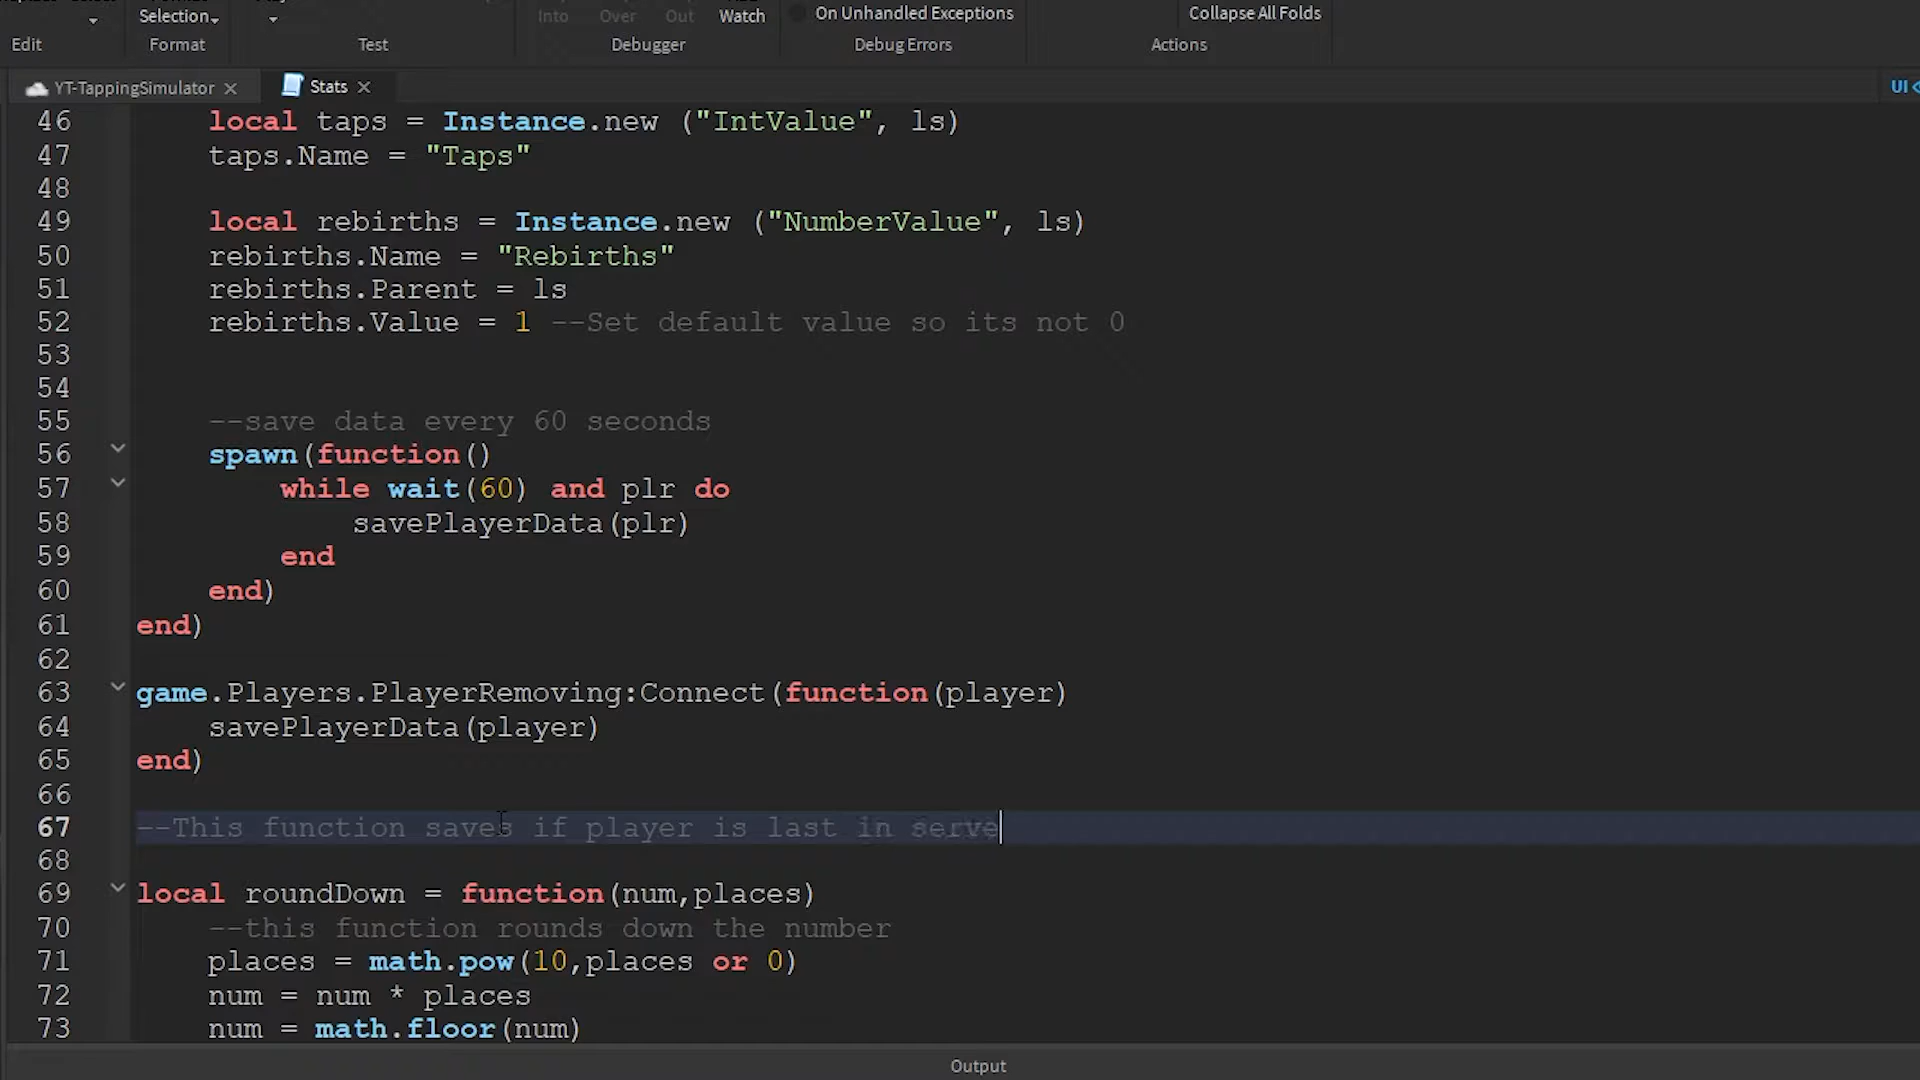 Selection
Into Over Out Watch On Unhandled Exceptions Collapse All Folds
Edit Format Test Debugger Debug Errors Actions
YT-TappingSimulator Stats UI
46 local taps = Instance.new ("IntValue", ls)
47 taps.Name = "Taps"
48
49 local rebirths = Instance.new ("NumberValue", ls)
50 rebirths.Name = "Rebirths"
51 rebirths.Parent = ls
52 rebirths.Value = 1 --Set default value so its not 0
53
54
55 --save data every 60 seconds
56 spawn(function()
57 while wait(60) and plr do
58 savePlayerData(plr)
59 end
60 end)
61 end)
62
63 game.Players.PlayerRemoving:Connect(function(player)
64 savePlayerData(player)
65 end)
66
67 --This function saves if player is last in serve
68
69 local roundDown = function(num,places)
70 --this function rounds down the number
71 places = math.pow(10,places or 0)
72 num = num * places
73 num = math.floor(num)
Output